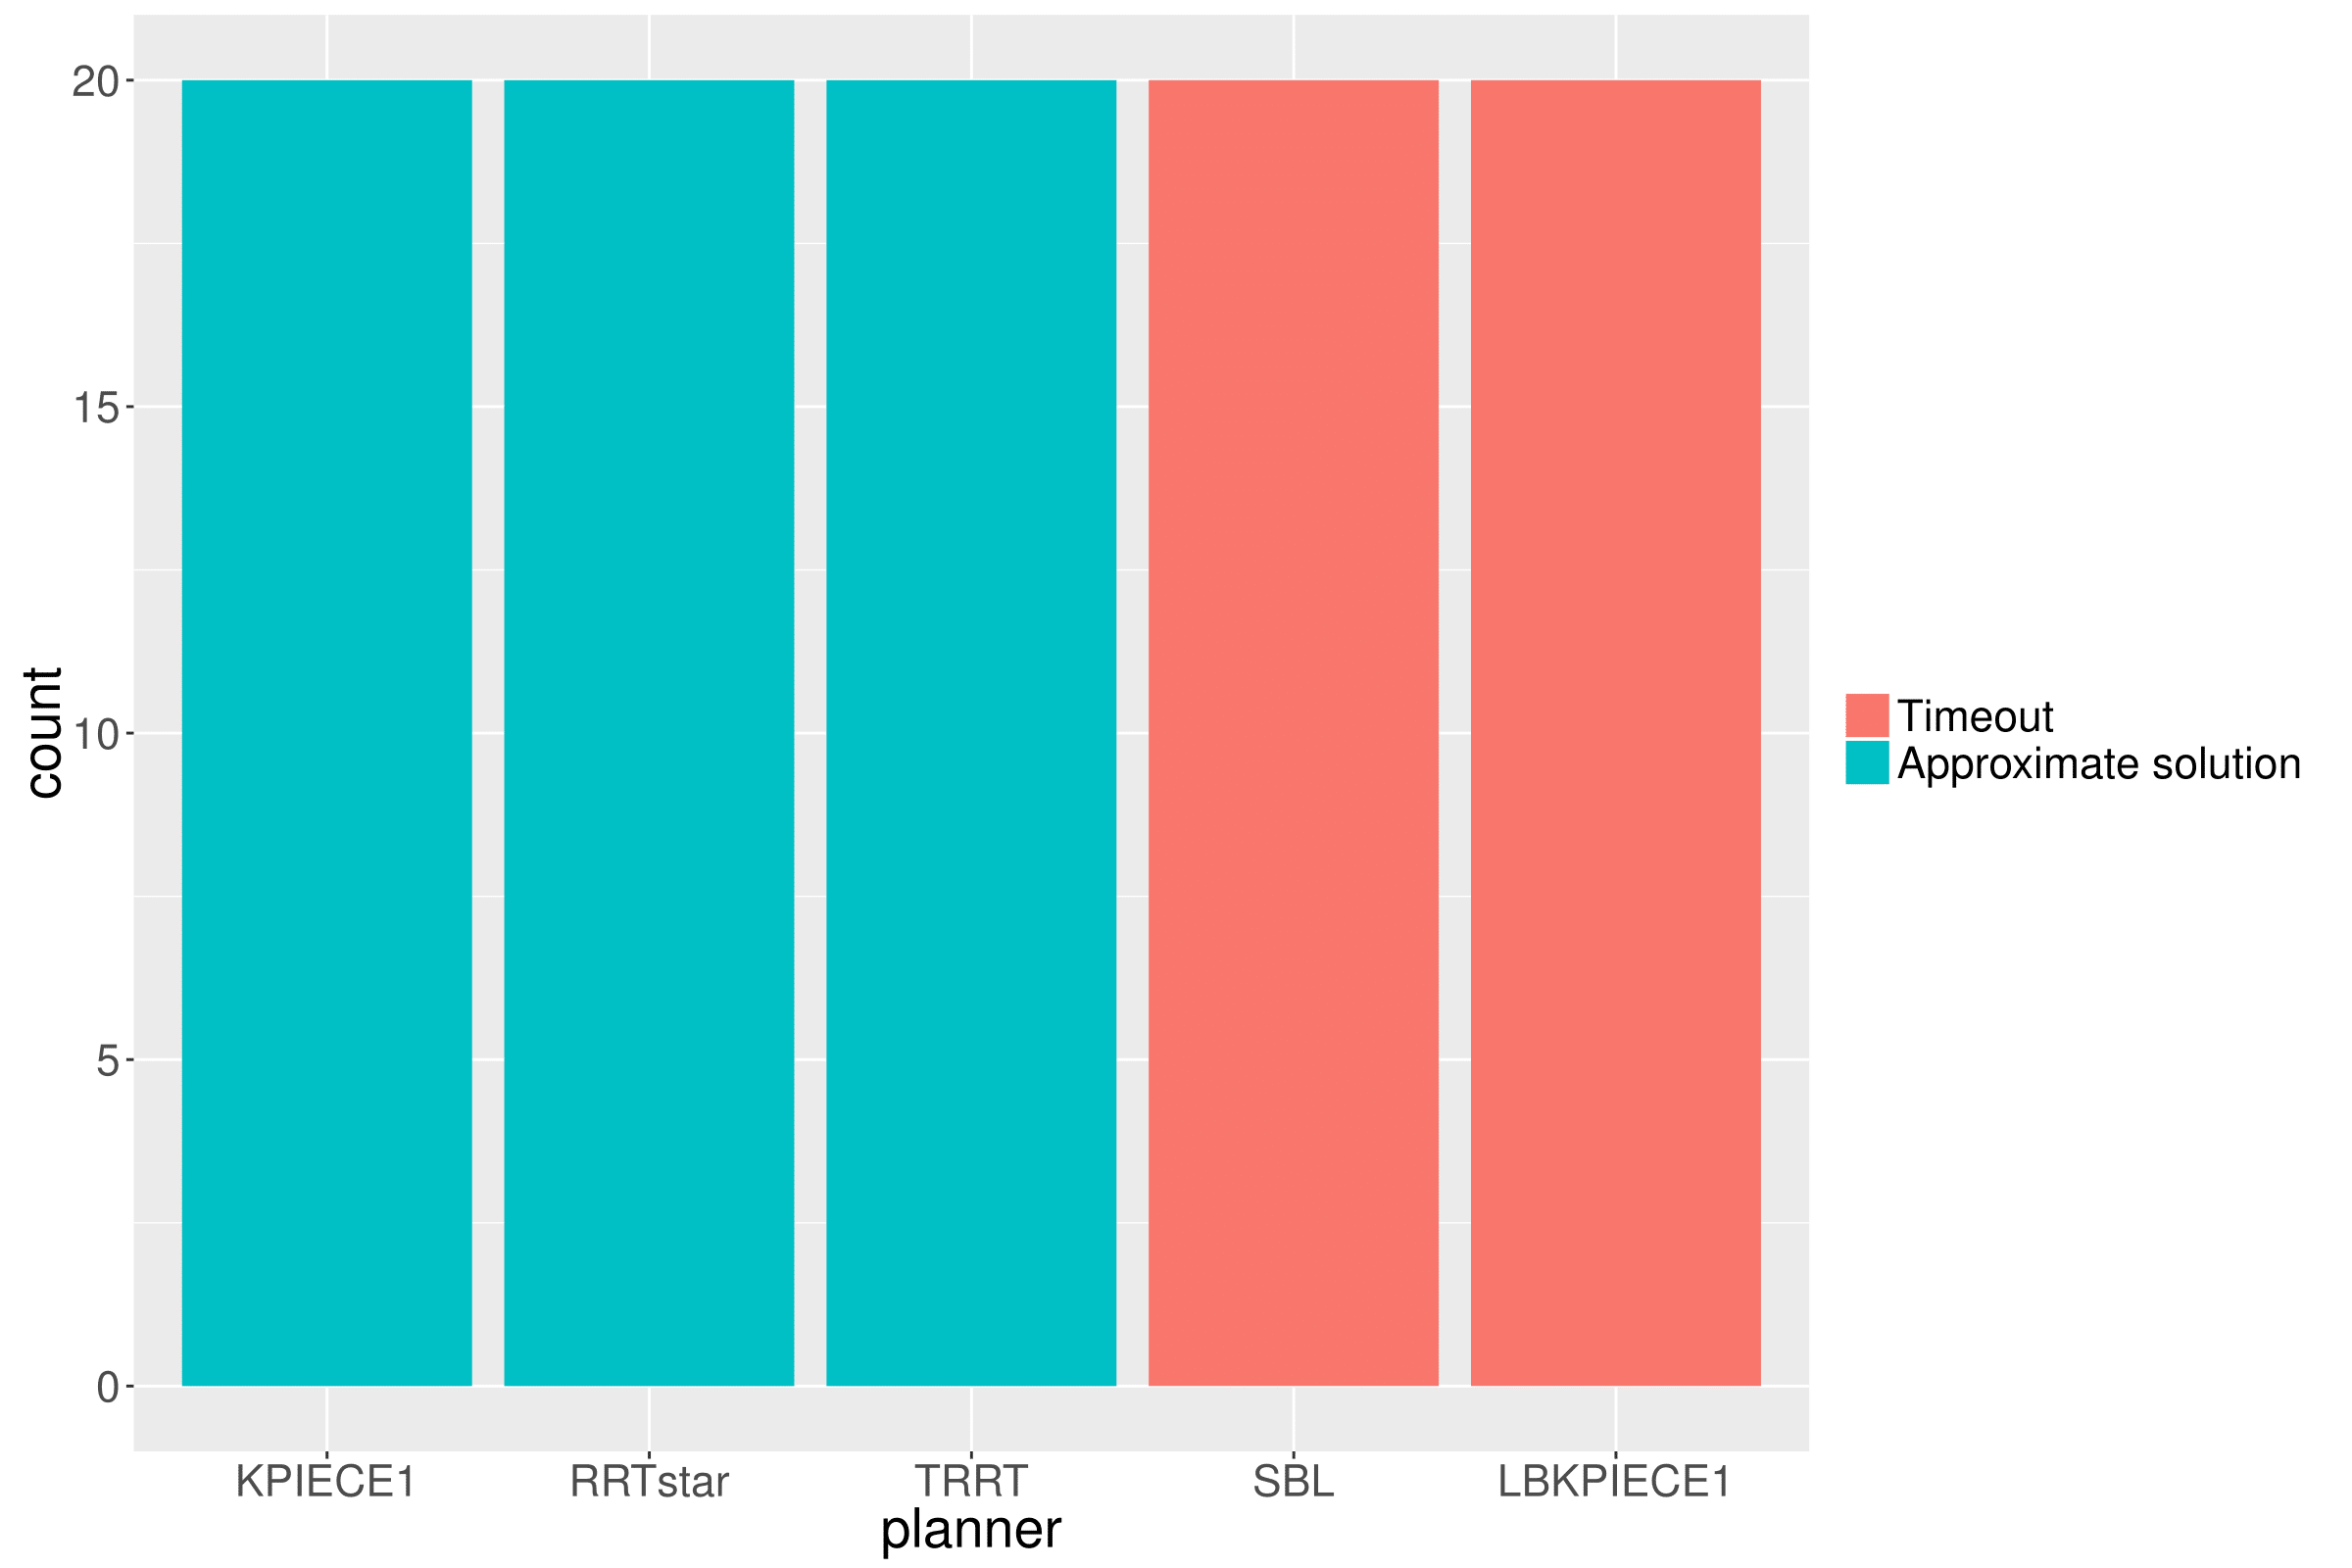 count
20
15
10
5
0
KPIECE1 RRTstar TRRT SBL LBKPIECE1
planner
Timeout
Approximate solution